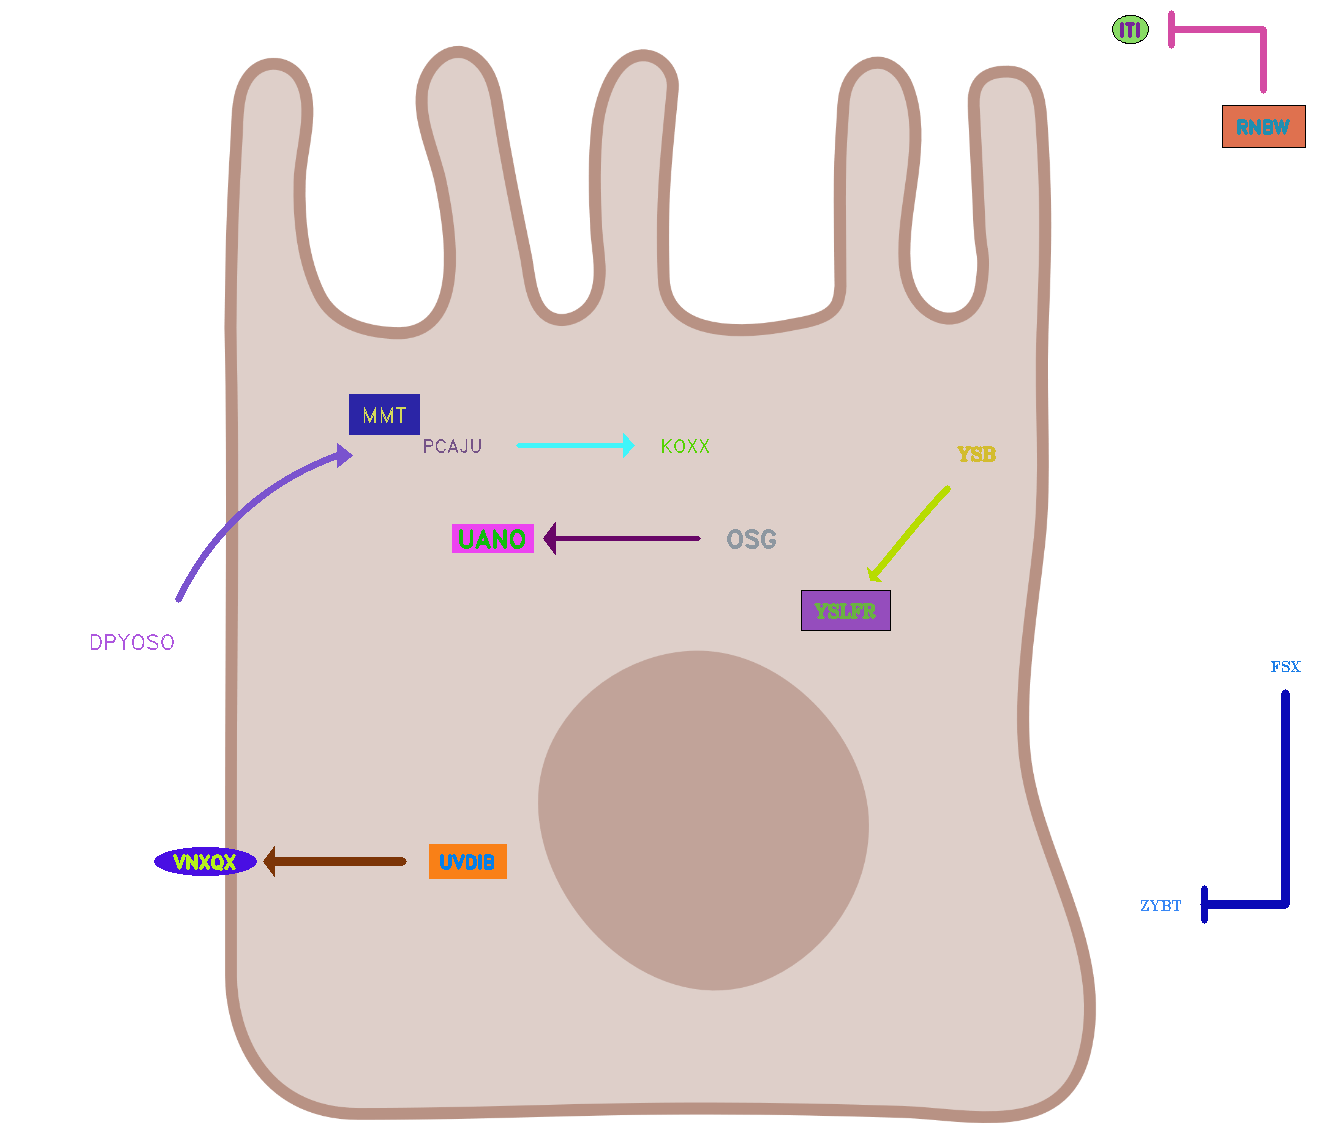 ITI
RNBW
MMT
PCAJU
KOXX
YSB
UANO
OSG
YSLFR
DPYOSO
FSX
VNXQX
UVDIB
ZYBT